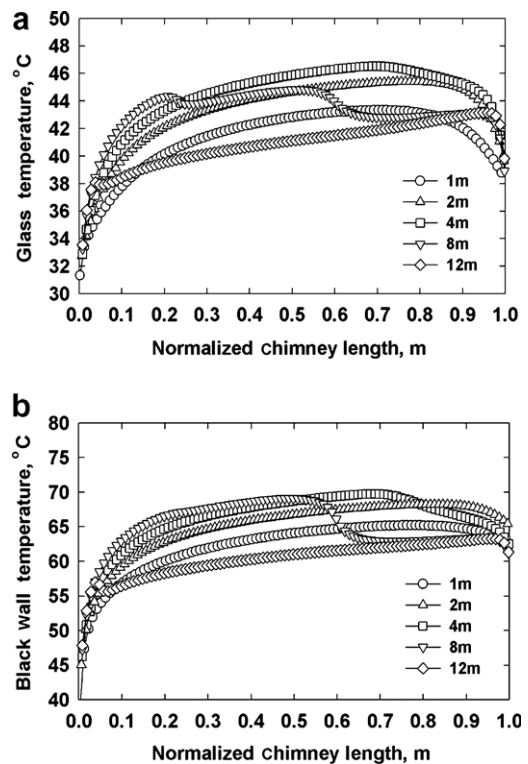 a
50
48
46
44
42
40
38
36
34
32
30
Glass temperature, °C
1m
2m
4m
8m
12m
0.0 0.1 0.2 0.3 0.4 0.5 0.6 0.7 0.8 0.9 1.0
Normalized Chimney length, m
b
80
75
70
65
60
55
50
45
40
Black wall temperature, °C
1m
2m
4m
8m
12m
0.0 0.1 0.2 0.3 0.4 0.5 0.6 0.7 0.8 0.9 1.0
Normalized Chimney length, m